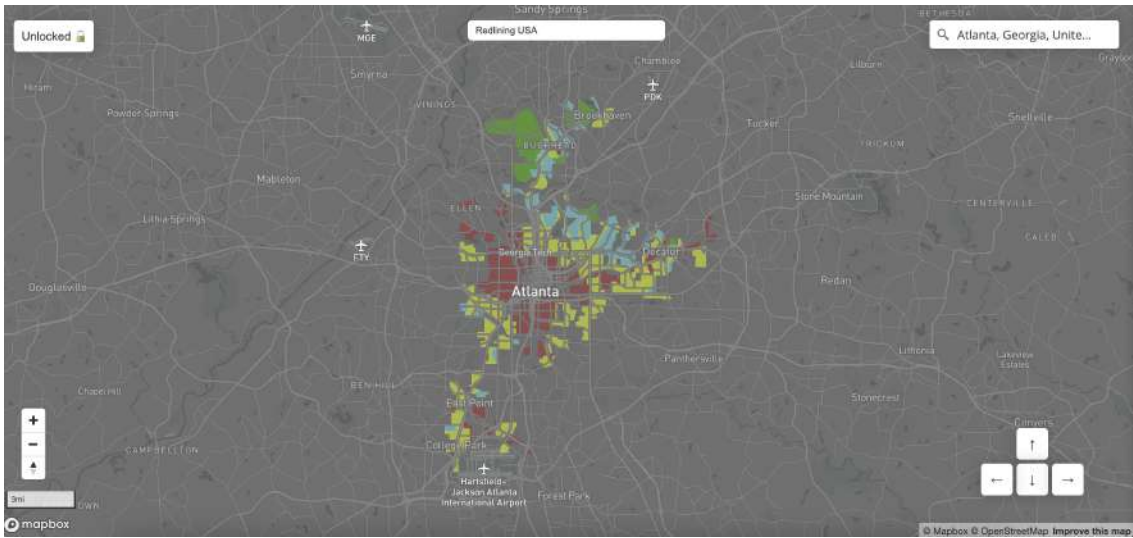 Unlocked
Redlining USA
Atlanta, Georgia, Unite...
Sandy Springs
BETHESDA
MGE
Chamblee
Lilburn
Graylor
Hiram
Smyrna
PDK
VININGS
Powder Springs
Brookhaven
Tucker
Snellville
BUCKHEAD
TRICKUM
Mableton
Stone Mountain
CENTERVILLE
Lithia Springs
ELLEN
CALEB
FTY
Georgia Tech
Decatur
Redan
Douglasville
Atlanta
Panthersville
Lithonia
Lakeview
Estates
BEN HILL
Chapel Hill
East Point
Stonecrest
Conyers
College Park
CAMPBELLTON
Hartsfield-
Jackson Atlanta
International Airport
Forest Park
9mi
OWN
mapbox
© Mapbox © OpenStreetMap Improve this map